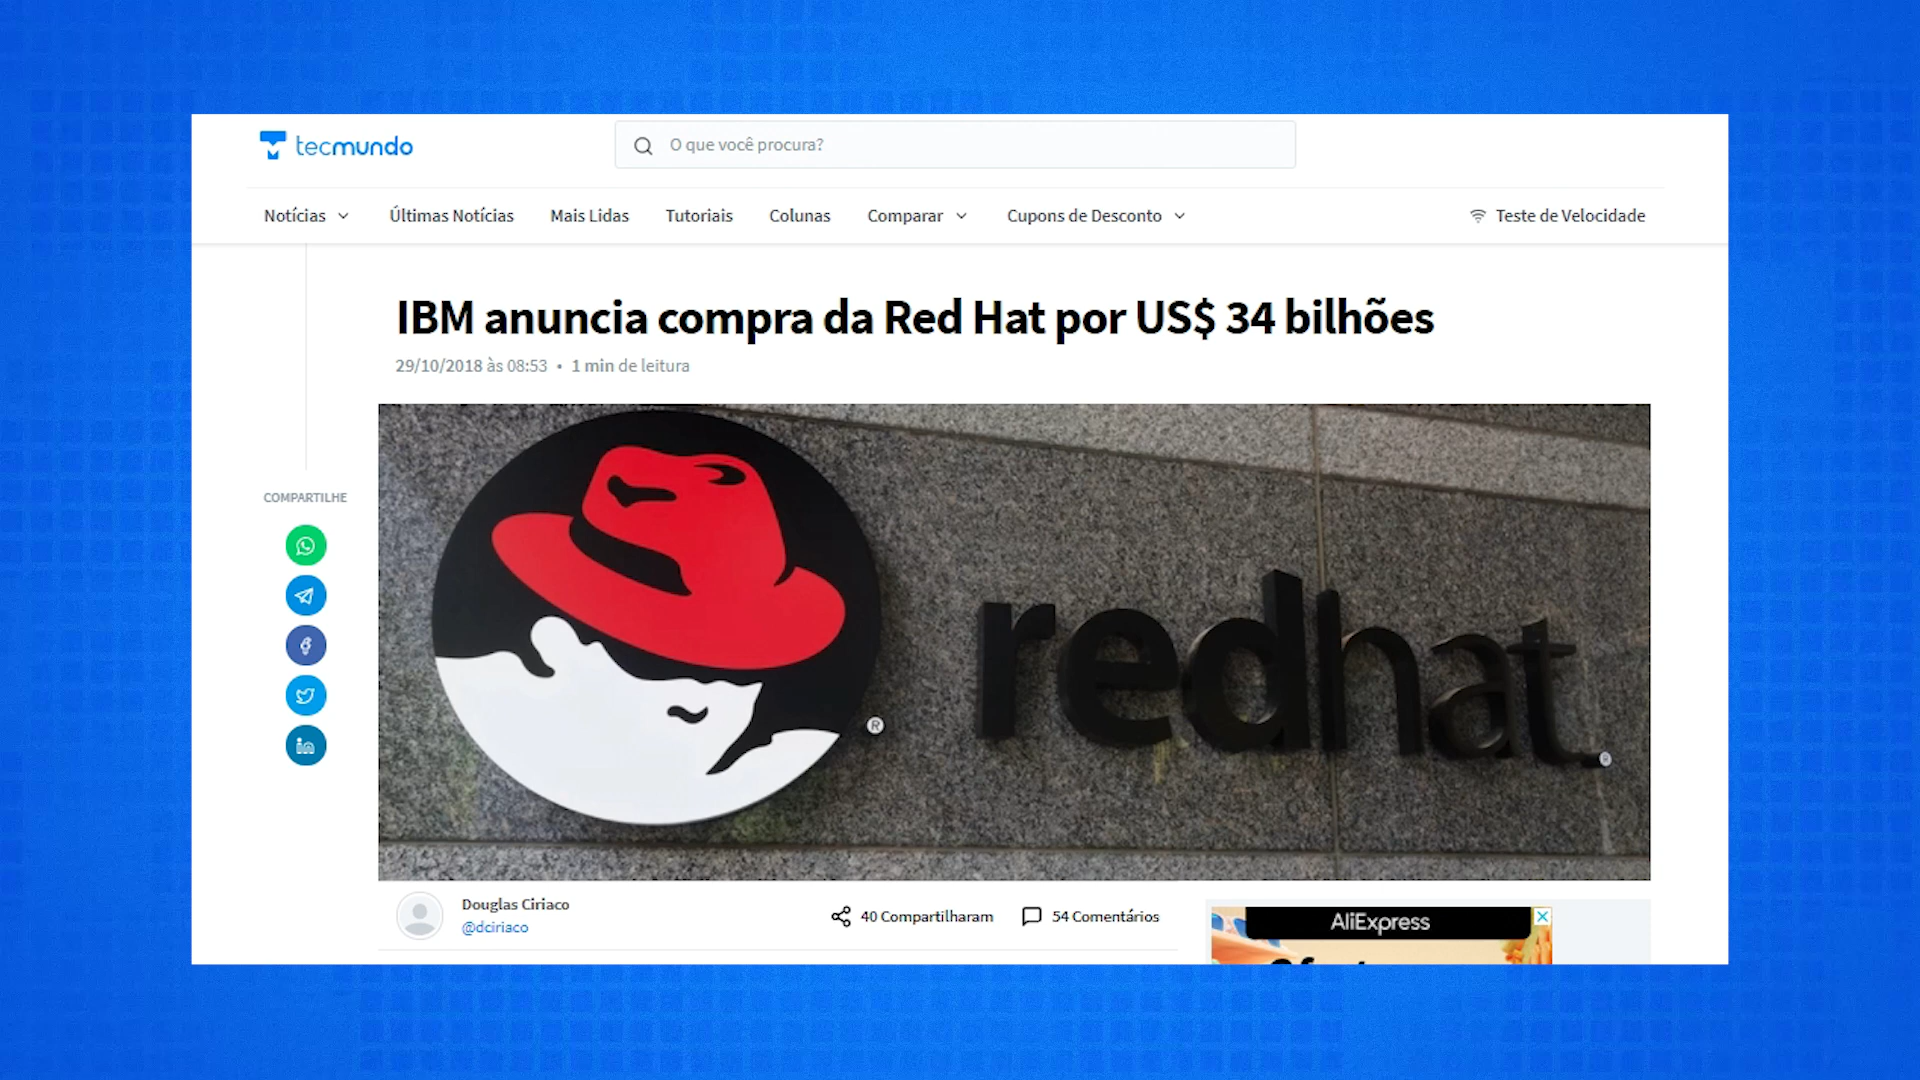 tecmundo
O que você procura?
Notícias
Últimas Notícias
Mais Lidas
Tutoriais
Colunas
Comparar
Cupons de Desconto
Teste de Velocidade
IBM anuncia compra da Red Hat por US$ 34 bilhões
29/10/2018 às 08:53 • 1 min de leitura
COMPARTILHE
redhat
®
®
Douglas Ciriaco
@dciriaco
40 Compartilharam
54 Comentários
AliExpress